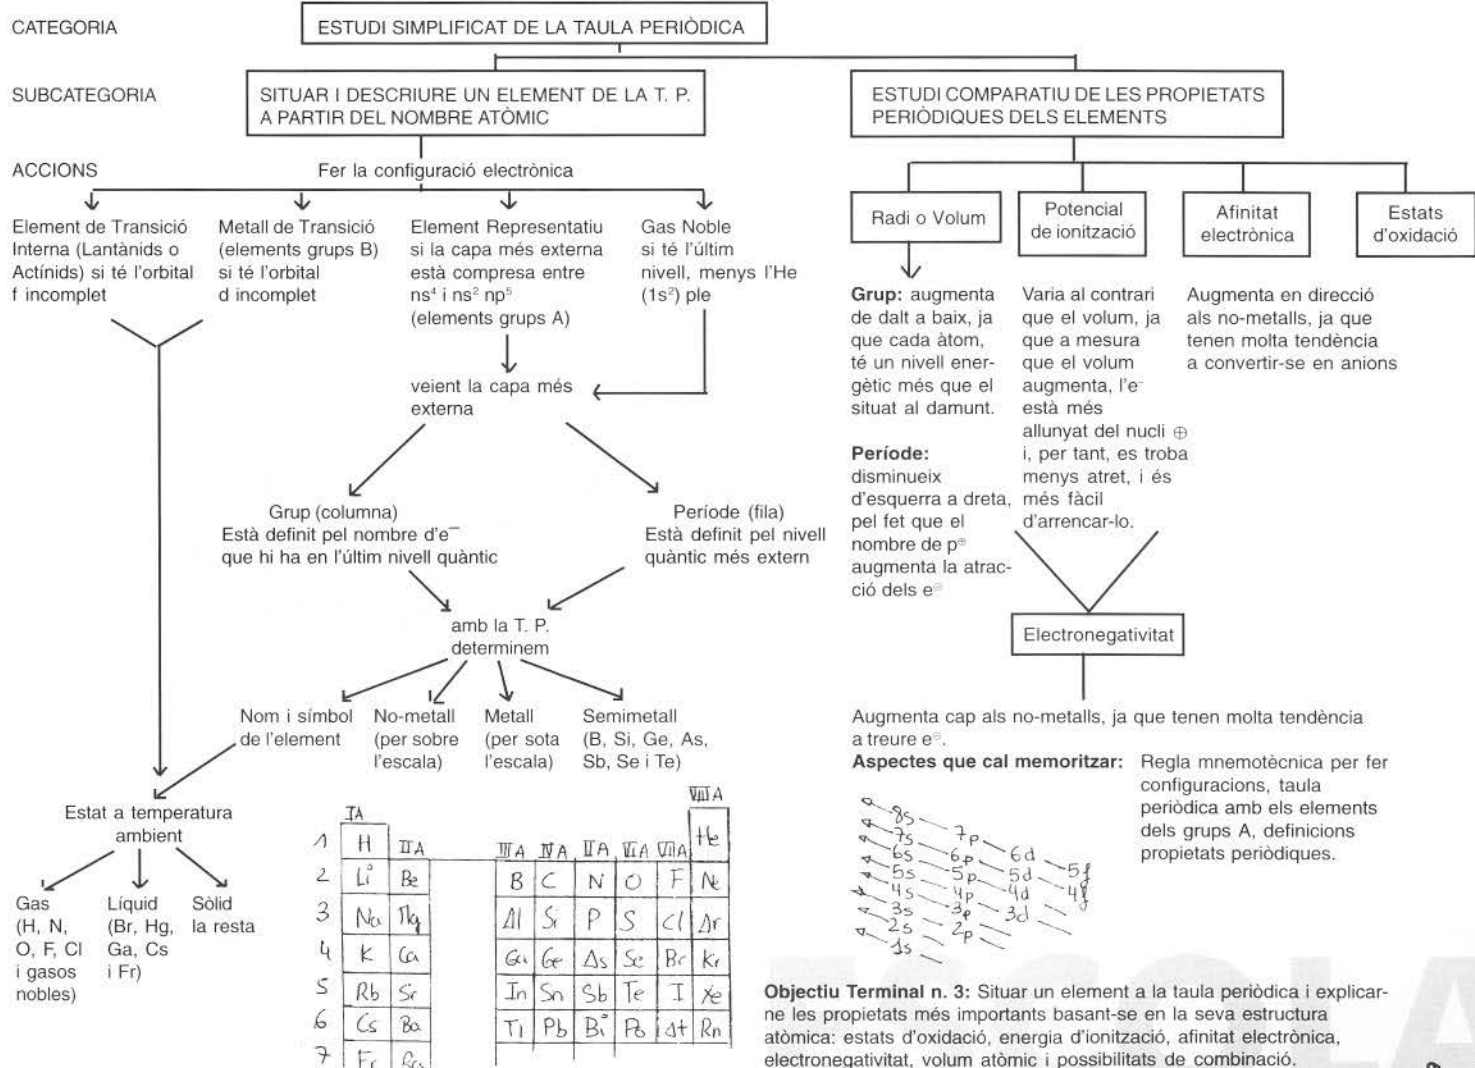 CATEGORIA
ESTUDI SIMPLIFICAT DE LA TAULA PERIÒDICA
SUBCATEGORIA
SITUAR I DESCRIURE UN ELEMENT DE LA T. P.
A PARTIR DEL NOMBRE ATÒMIC
ESTUDI COMPARATIU DE LES PROPIETATS
PERIÒDIQUES DELS ELEMENTS
ACCIONS
Fer la configuració electrònica
Element de Transició
Interna (Lantànids o
Actínids) si té l'orbital
f incomplet
Metall de Transició
(elements grups B)
si té l'orbital
d incomplet
Element Representatiu
si la capa més externa
està compresa entre
ns⁴ i ns² np⁵
(elements grups A)
Gas Noble
si té l'últim
nivell, menys l'He
(1s²) ple
veient la capa més
externa
Grup (columna)
Està definit pel nombre d'e⁻
que hi ha en l'últim nivell quàntic
Període (fila)
Està definit pel nivell
quàntic més extern
amb la T. P.
determinem
Nom i símbol
de l'element
No-metall
(per sobre
l'escala)
Metall
(per sota
l'escala)
Semimetall
(B, Si, Ge, As,
Sb, Se i Te)
Estat a temperatura
ambient
Gas
(H, N,
O, F, Cl
i gasos
nobles)
Líquid
(Br, Hg,
Ga, Cs
i Fr)
Sòlid
la resta
IA VIIIA
1 H IIA IIIA IVA VIA VIIA He
2 Li Be B C N O F Ne
3 Na Mg Al Si P S Cl Ar
4 K Ca Ga Ge As Se Br Kr
5 Rb Sr In Sn Sb Te I Xe
6 Cs Ba Tl Pb Bi Po At Rn
7 Fr Ra
Radi o Volum
Potencial
de ionització
Afinitat
electrònica
Estats
d'oxidació
Grup: augmenta
de dalt a baix, ja
que cada àtom,
té un nivell ener-
gètic més que el
situat al damunt.
Període:
disminueix
d'esquerra a dreta,
pel fet que el
nombre de p⊕
augmenta la atrac-
ció dels e⊖
Varia al contrari
que el volum, ja
que a mesura
que el volum
augmenta, l'e⁻
està més
allunyat del nucli ⊕
i, per tant, es troba
menys atret, i és
més fàcil
d'arrencar-lo.
Augmenta en direcció
als no-metalls, ja que
tenen molta tendència
a convertir-se en anions
Electronegativitat
Augmenta cap als no-metalls, ja que tenen molta tendència
a treure e⊖.
Aspectes que cal memoritzar: Regla mnemotècnica per fer
configuracions, taula
periòdica amb els elements
dels grups A, definicions
propietats periòdiques.
8s
7s 7p
6s 6p 6d
5s 5p 5d 5f
4s 4p 4d 4f
3s 3p 3d
2s 2p
1s
Objectiu Terminal n. 3: Situar un element a la taula periòdica i explicar-
ne les propietats més importants basant-se en la seva estructura
atòmica: estats d'oxidació, energia d'ionització, afinitat electrònica,
electronegativitat, volum atòmic i possibilitats de combinació.